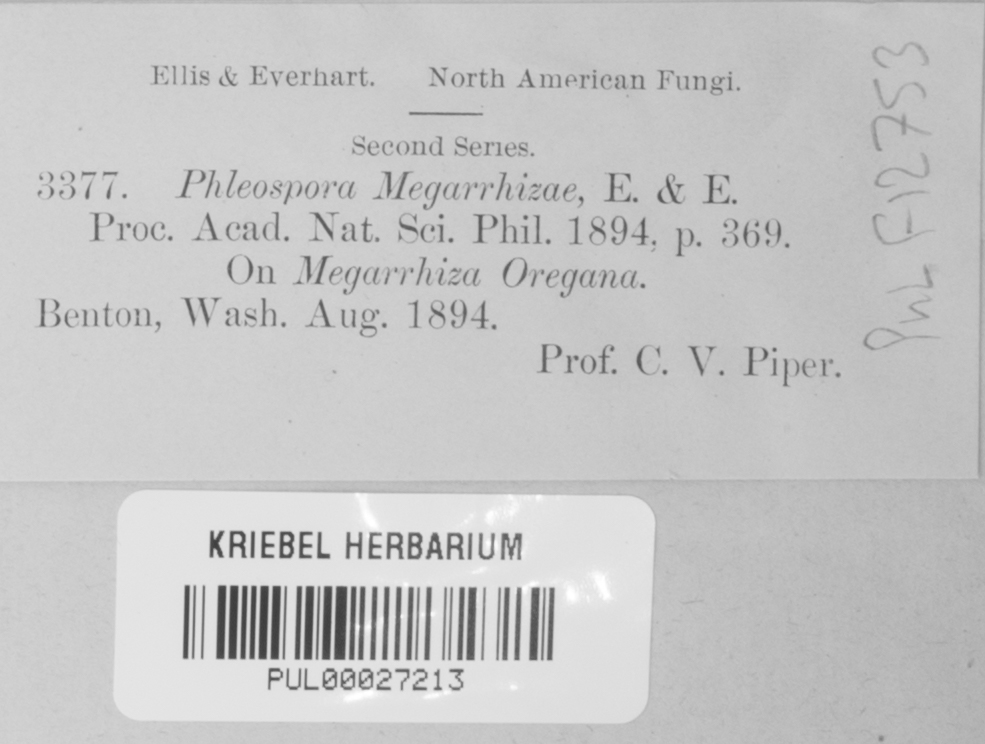 Ellis & Everhart. North American Fungi.
Second Series.
3377. Phleospora Megarrhizae, E. & E.
Proc. Acad. Nat. Sci. Phil. 1894, p. 369.
On Megarrhiza Oregana.
Benton, Wash. Aug. 1894.
Prof. C. V. Piper.
PUL F12753
KRIEBEL HERBARIUM
PUL00027213